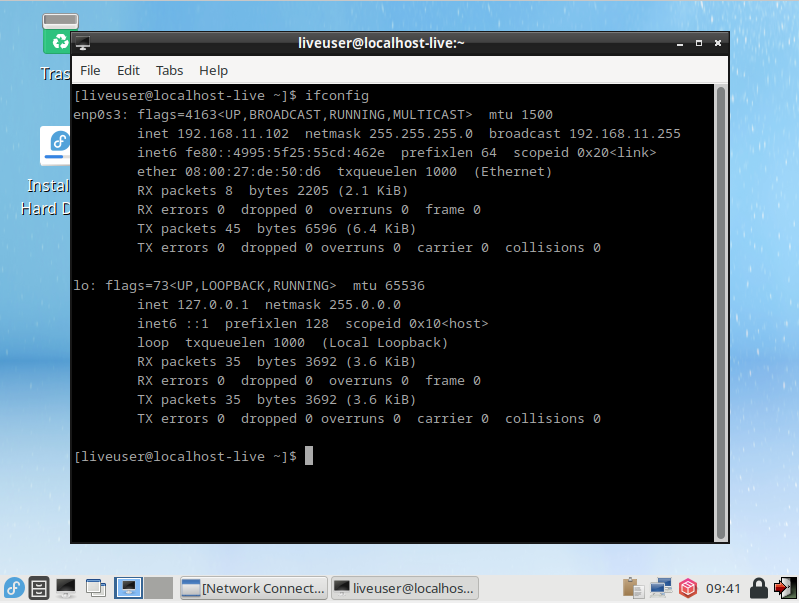 liveuser@localhost-live:~
File Edit Tabs Help
Tras
Instal
Hard D
[liveuser@localhost-live ~]$ ifconfig
enp0s3: flags=4163<UP,BROADCAST,RUNNING,MULTICAST>  mtu 1500
        inet 192.168.11.102  netmask 255.255.255.0  broadcast 192.168.11.255
        inet6 fe80::4995:5f25:55cd:462e  prefixlen 64  scopeid 0x20<link>
        ether 08:00:27:de:50:d6  txqueuelen 1000  (Ethernet)
        RX packets 8  bytes 2205 (2.1 KiB)
        RX errors 0  dropped 0  overruns 0  frame 0
        TX packets 45  bytes 6596 (6.4 KiB)
        TX errors 0  dropped 0 overruns 0  carrier 0  collisions 0

lo: flags=73<UP,LOOPBACK,RUNNING>  mtu 65536
        inet 127.0.0.1  netmask 255.0.0.0
        inet6 ::1  prefixlen 128  scopeid 0x10<host>
        loop  txqueuelen 1000  (Local Loopback)
        RX packets 35  bytes 3692 (3.6 KiB)
        RX errors 0  dropped 0  overruns 0  frame 0
        TX packets 35  bytes 3692 (3.6 KiB)
        TX errors 0  dropped 0 overruns 0  carrier 0  collisions 0

[liveuser@localhost-live ~]$
[Network Connect... liveuser@localhos... 09:41